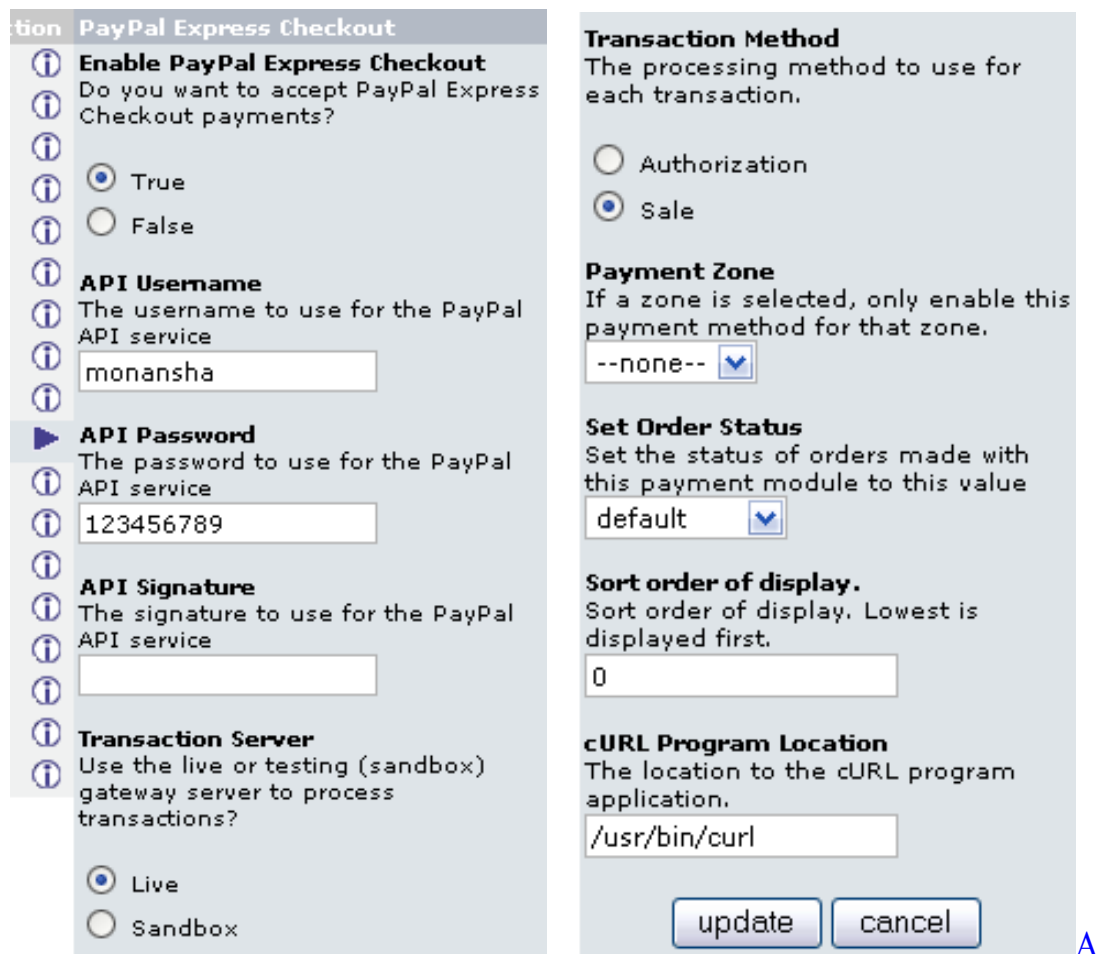 tion PayPal Express Checkout
Enable PayPal Express Checkout
Do you want to accept PayPal Express
Checkout payments?
True
False
API Username
The username to use for the PayPal
API service
monansha
API Password
The password to use for the PayPal
API service
123456789
API Signature
The signature to use for the PayPal
API service
Transaction Server
Use the live or testing (sandbox)
gateway server to process
transactions?
Live
Sandbox
Transaction Method
The processing method to use for
each transaction.
Authorization
Sale
Payment Zone
If a zone is selected, only enable this
payment method for that zone.
--none--
Set Order Status
Set the status of orders made with
this payment module to this value
default
Sort order of display.
Sort order of display. Lowest is
displayed first.
0
cURL Program Location
The location to the cURL program
application.
/usr/bin/curl
update cancel
A